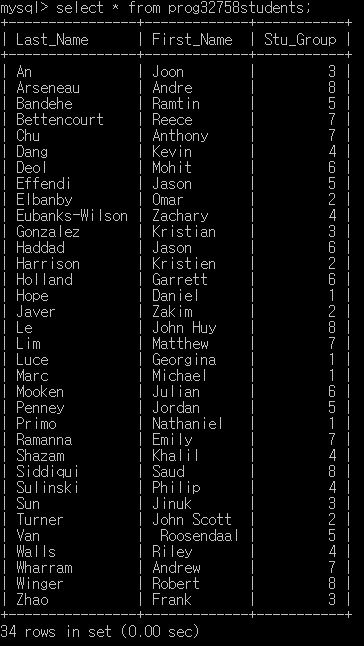 mysql> select * from prog32758students;
+----------------+--------------+-----------+
| Last_Name | First_Name | Stu_Group |
+----------------+--------------+-----------+
| An | Joon | 3 |
| Arseneau | Andre | 8 |
| Bandehe | Ramtin | 5 |
| Bettencourt | Reece | 7 |
| Chu | Anthony | 7 |
| Dang | Kevin | 4 |
| Deol | Mohit | 6 |
| Effendi | Jason | 5 |
| Elbanby | Omar | 2 |
| Eubanks-Wilson | Zachary | 4 |
| Gonzalez | Kristian | 3 |
| Haddad | Jason | 6 |
| Harrison | Kristien | 2 |
| Holland | Garrett | 6 |
| Hope | Daniel | 1 |
| Javer | Zakim | 2 |
| Le | John Huy | 8 |
| Lim | Matthew | 7 |
| Luce | Georgina | 1 |
| Marc | Michael | 1 |
| Mooken | Julian | 6 |
| Penney | Jordan | 5 |
| Primo | Nathaniel | 1 |
| Ramanna | Emily | 7 |
| Shazam | Khalil | 4 |
| Siddiqui | Saud | 8 |
| Sulinski | Philip | 4 |
| Sun | Jinuk | 3 |
| Turner | John Scott | 2 |
| Van | Roosendaal | 5 |
| Walls | Riley | 4 |
| Wharram | Andrew | 7 |
| Winger | Robert | 8 |
| Zhao | Frank | 3 |
+----------------+--------------+-----------+
34 rows in set (0.00 sec)